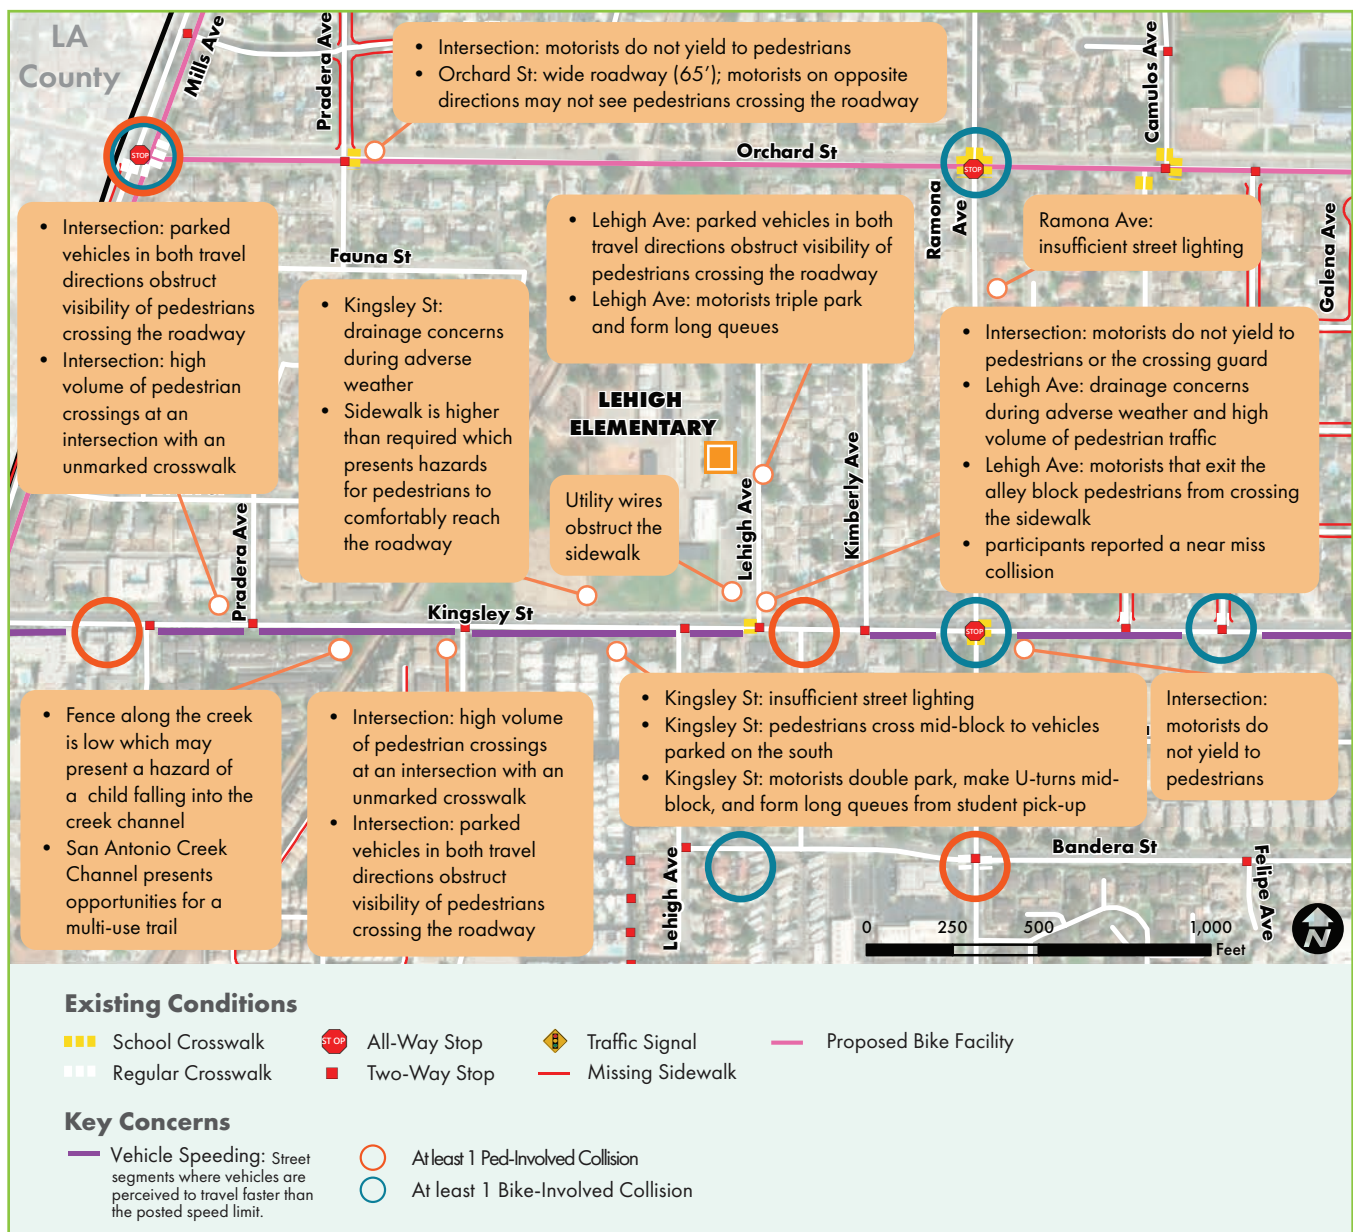 LA
County
Mills Ave
Pradera Ave
• Intersection: motorists do not yield to pedestrians
• Orchard St: wide roadway (65’); motorists on opposite
directions may not see pedestrians crossing the roadway
Camulos Ave
STOP
Orchard St
STOP
• Intersection: parked
vehicles in both travel
directions obstruct
visibility of pedestrians
crossing the roadway
• Intersection: high
volume of pedestrian
crossings at an
intersection with an
unmarked crosswalk
Fauna St
• Kingsley St:
drainage concerns
during adverse
weather
• Sidewalk is higher
than required which
presents hazards
for pedestrians to
comfortably reach
the roadway
• Lehigh Ave: parked vehicles in both
travel directions obstruct visibility of
pedestrians crossing the roadway
• Lehigh Ave: motorists triple park
and form long queues
Ramona
Ave
Ramona Ave:
insufficient street lighting
Galena Ave
• Intersection: motorists do not yield to
pedestrians or the crossing guard
• Lehigh Ave: drainage concerns
during adverse weather and high
volume of pedestrian traffic
• Lehigh Ave: motorists that exit the
alley block pedestrians from crossing
the sidewalk
• participants reported a near miss
collision
LEHIGH
ELEMENTARY
Utility wires
obstruct the
sidewalk
Lehigh Ave
Kimberly Ave
Pradera Ave
Kingsley St
STOP
• Fence along the creek
is low which may
present a hazard of
a child falling into the
creek channel
• San Antonio Creek
Channel presents
opportunities for a
multi-use trail
• Intersection: high volume
of pedestrian crossings
at an intersection with an
unmarked crosswalk
• Intersection: parked
vehicles in both travel
directions obstruct
visibility of pedestrians
crossing the roadway
• Kingsley St: insufficient street lighting
• Kingsley St: pedestrians cross mid-block to vehicles
parked on the south
• Kingsley St: motorists double park, make U-turns mid-
block, and form long queues from student pick-up
Intersection:
motorists do
not yield to
pedestrians
Lehigh Ave
Bandera St
Felipe Ave
0 250 500 1,000
Feet
N
Existing Conditions
School Crosswalk
STOP All-Way Stop
Traffic Signal
Proposed Bike Facility
Regular Crosswalk
Two-Way Stop
Missing Sidewalk
Key Concerns
Vehicle Speeding: Street
segments where vehicles are
perceived to travel faster than
the posted speed limit.
At least 1 Ped-Involved Collision
At least 1 Bike-Involved Collision